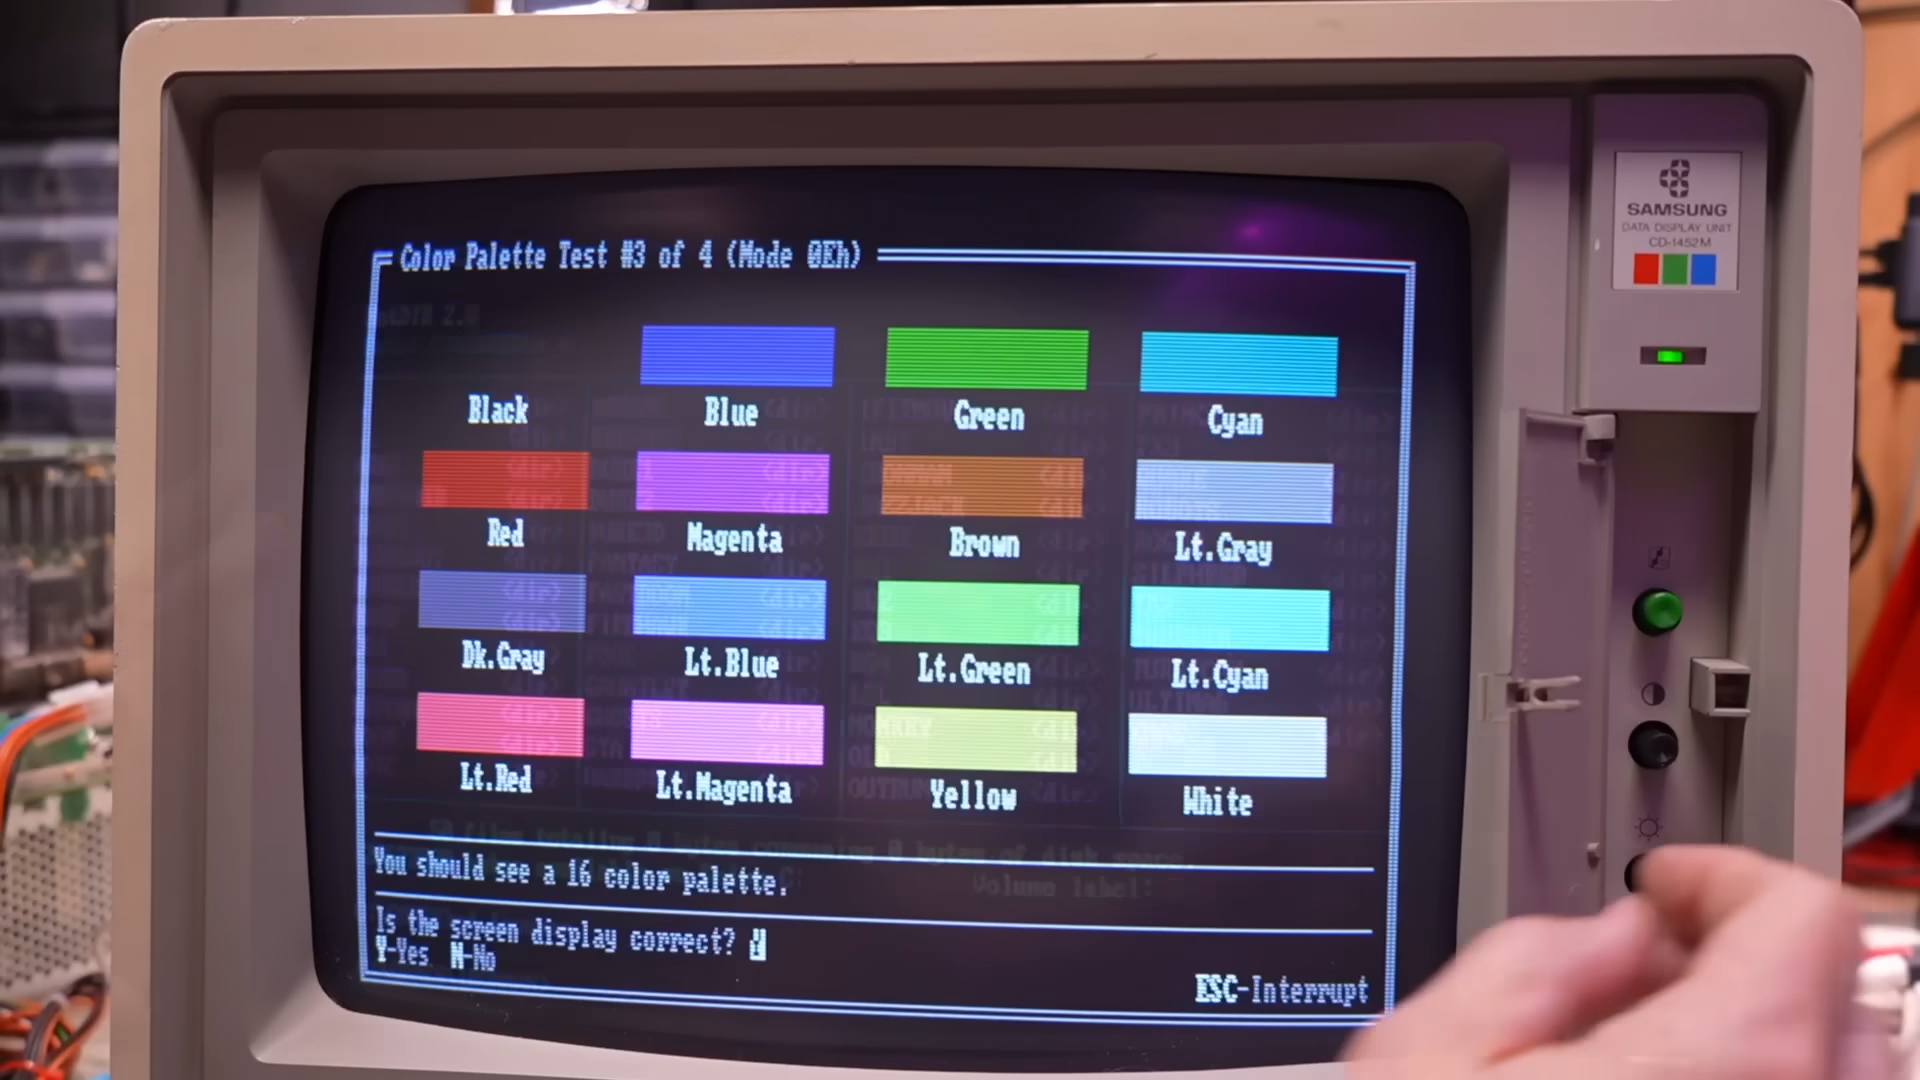 Color Palette Test #3 of 4 (Mode 0Eh)
Black Blue Green Cyan
Red Magenta Brown Lt.Gray
Dk.Gray Lt.Blue Lt.Green Lt.Cyan
Lt.Red Lt.Magenta Yellow White
You should see a 16 color palette.
Is the screen display correct? Y
Y-Yes N-No
ESC-Interrupt
SAMSUNG
DATA DISPLAY UNIT
CD-1452M